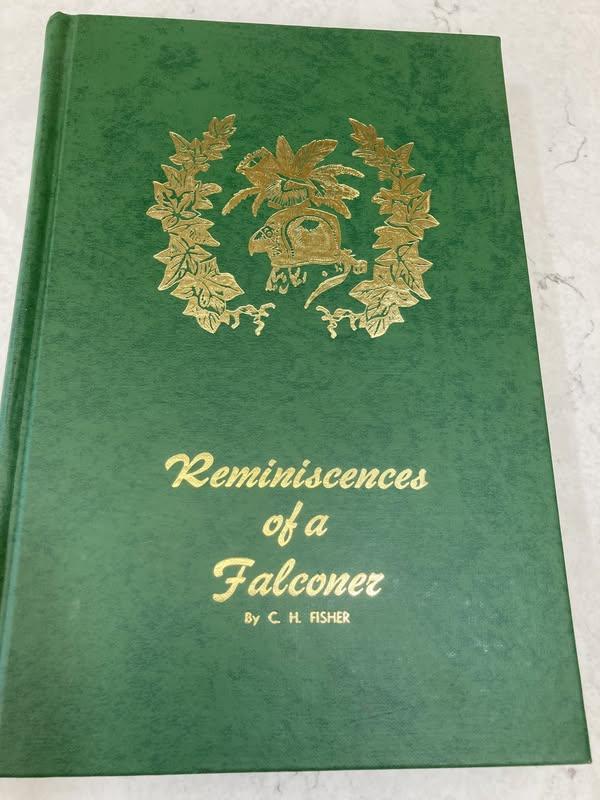 Reminiscences
of a
Falconer
By C. H. FISHER